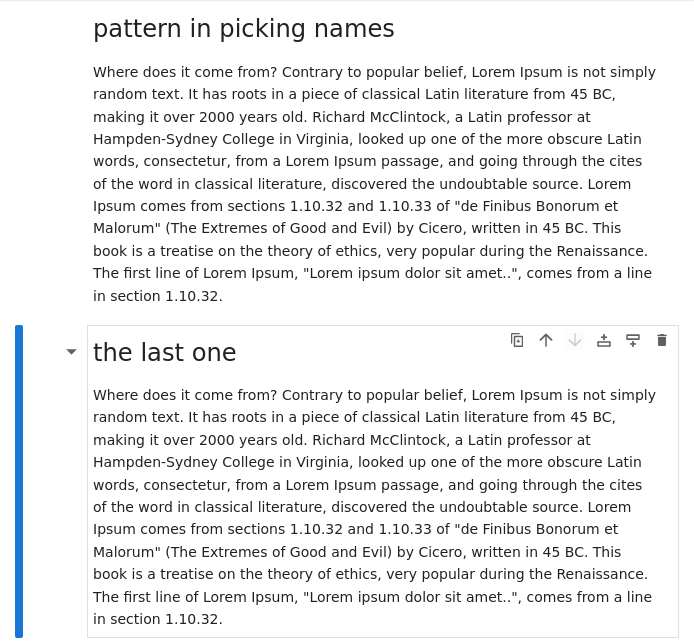 pattern in picking names
Where does it come from? Contrary to popular belief, Lorem Ipsum is not simply
random text. It has roots in a piece of classical Latin literature from 45 BC,
making it over 2000 years old. Richard McClintock, a Latin professor at
Hampden-Sydney College in Virginia, looked up one of the more obscure Latin
words, consectetur, from a Lorem Ipsum passage, and going through the cites
of the word in classical literature, discovered the undoubtable source. Lorem
Ipsum comes from sections 1.10.32 and 1.10.33 of "de Finibus Bonorum et
Malorum" (The Extremes of Good and Evil) by Cicero, written in 45 BC. This
book is a treatise on the theory of ethics, very popular during the Renaissance.
The first line of Lorem Ipsum, "Lorem ipsum dolor sit amet..", comes from a line
in section 1.10.32.
the last one
Where does it come from? Contrary to popular belief, Lorem Ipsum is not simply
random text. It has roots in a piece of classical Latin literature from 45 BC,
making it over 2000 years old. Richard McClintock, a Latin professor at
Hampden-Sydney College in Virginia, looked up one of the more obscure Latin
words, consectetur, from a Lorem Ipsum passage, and going through the cites
of the word in classical literature, discovered the undoubtable source. Lorem
Ipsum comes from sections 1.10.32 and 1.10.33 of "de Finibus Bonorum et
Malorum" (The Extremes of Good and Evil) by Cicero, written in 45 BC. This
book is a treatise on the theory of ethics, very popular during the Renaissance.
The first line of Lorem Ipsum, "Lorem ipsum dolor sit amet..", comes from a line
in section 1.10.32.